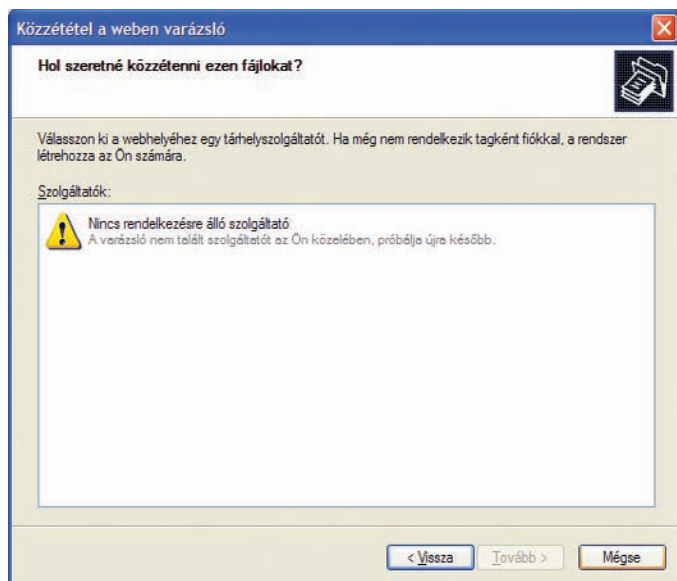 Közzététel a weben varázsló
Hol szeretné közzétenni ezen fájlokat?
Válasszon ki a webhelyéhez egy tárhelyszolgáltatót. Ha még nem rendelkezik tagként fiókkal, a rendszer
létrehozza az Ön számára.
Szolgáltatók:
Nincs rendelkezésre álló szolgáltató
A varázsló nem talált szolgáltatót az Ön közelében, próbálja újra később.
< Vissza
Tovább >
Mégse